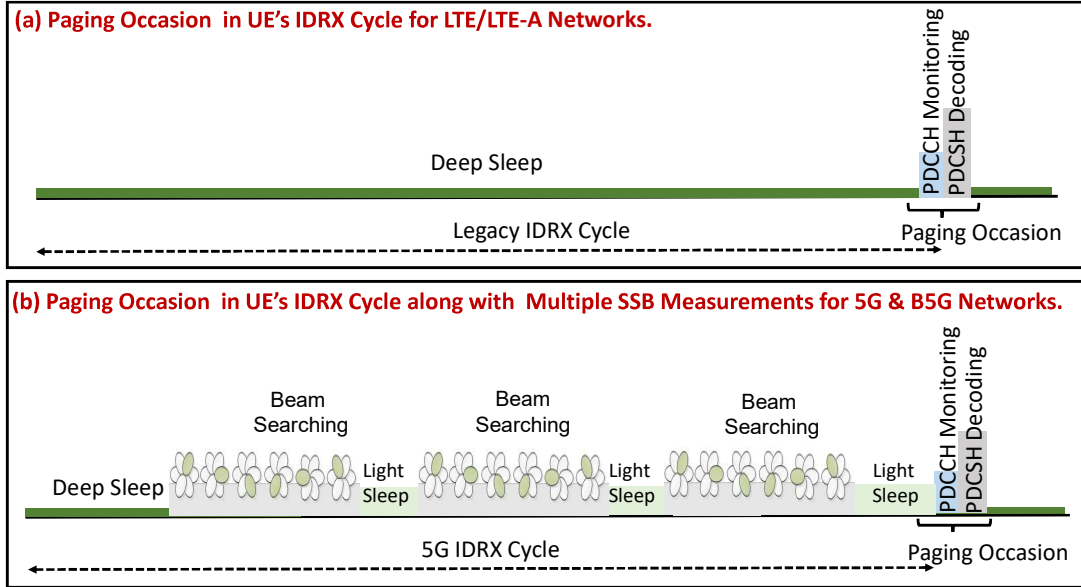 (a) Paging Occasion in UE's IDRX Cycle for LTE/LTE-A Networks.
PDCCH Monitoring
PDCSH Decoding
Deep Sleep
Legacy IDRX Cycle
Paging Occasion
(b) Paging Occasion in UE's IDRX Cycle along with Multiple SSB Measurements for 5G & B5G Networks.
Beam
Searching
Beam
Searching
Beam
Searching
PDCCH Monitoring
PDCSH Decoding
Deep Sleep
Light
Sleep
Light
Sleep
Light
Sleep
5G IDRX Cycle
Paging Occasion